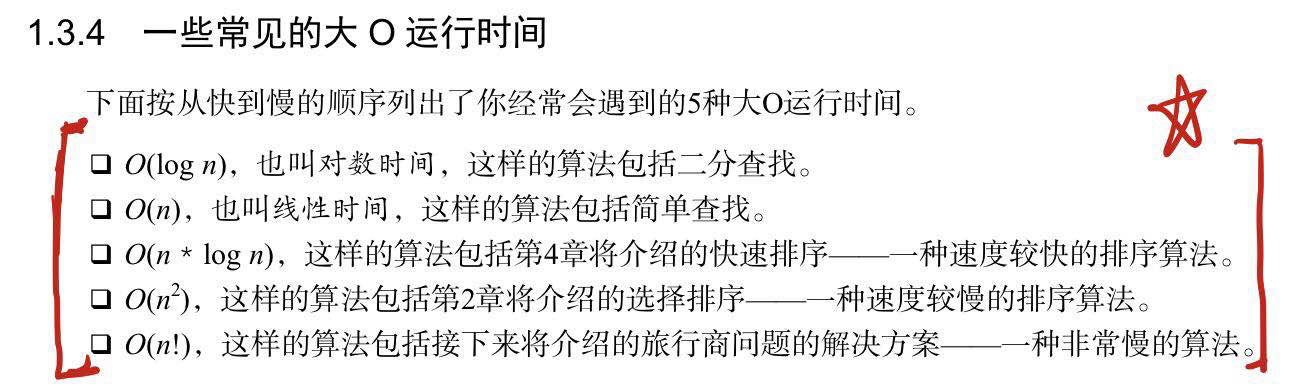 1.3.4 一些常见的大 O 运行时间
下面按从快到慢的顺序列出了你经常会遇到的5种大O运行时间。
❑ O(log n)，也叫对数时间，这样的算法包括二分查找。
❑ O(n)，也叫线性时间，这样的算法包括简单查找。
❑ O(n * log n)，这样的算法包括第4章将介绍的快速排序——一种速度较快的排序算法。
❑ O(n²)，这样的算法包括第2章将介绍的选择排序——一种速度较慢的排序算法。
❑ O(n!)，这样的算法包括接下来将介绍的旅行商问题的解决方案——一种非常慢的算法。